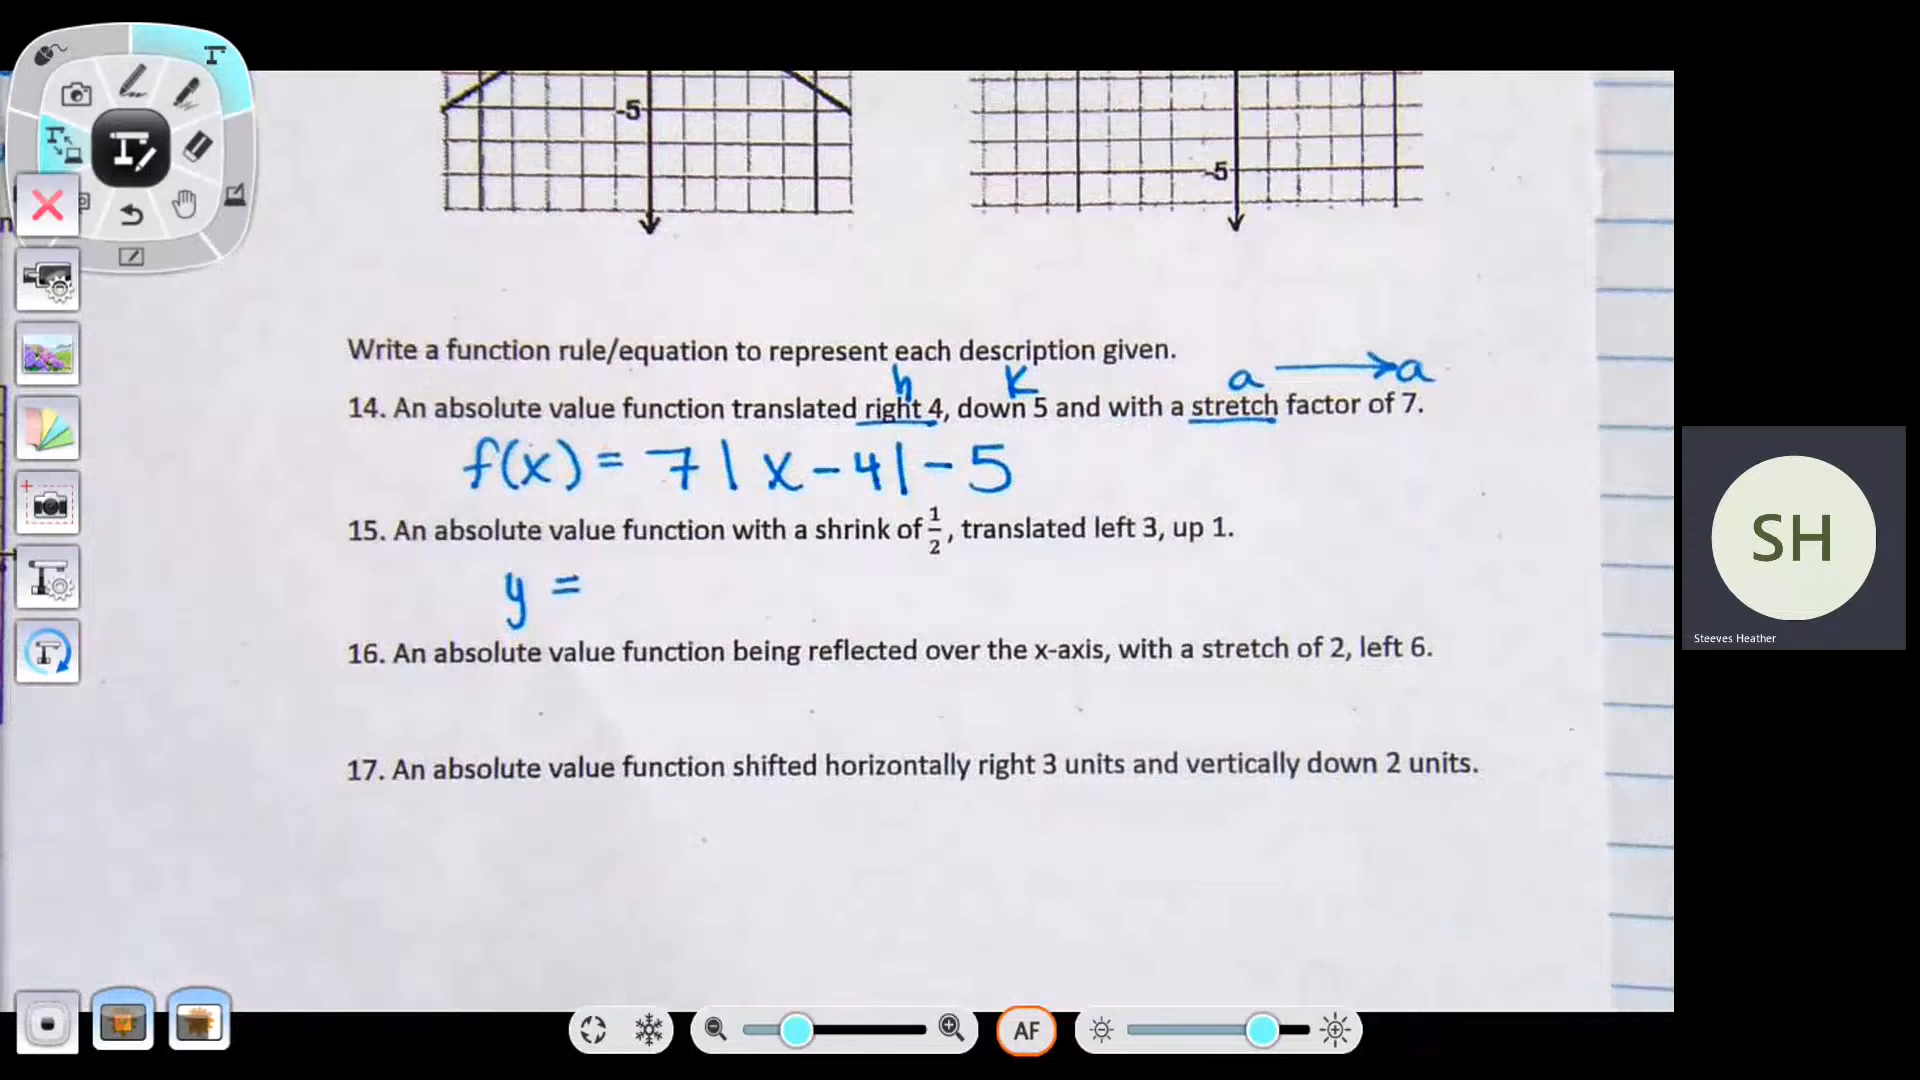 -5
-5
Write a function rule/equation to represent each description given.
h K a → a
14. An absolute value function translated right 4, down 5 and with a stretch factor of 7.
f(x) = 7 | x - 4 | - 5
15. An absolute value function with a shrink of 1/2, translated left 3, up 1.
y =
16. An absolute value function being reflected over the x-axis, with a stretch of 2, left 6.
17. An absolute value function shifted horizontally right 3 units and vertically down 2 units.
SH
Steeves Heather
AF